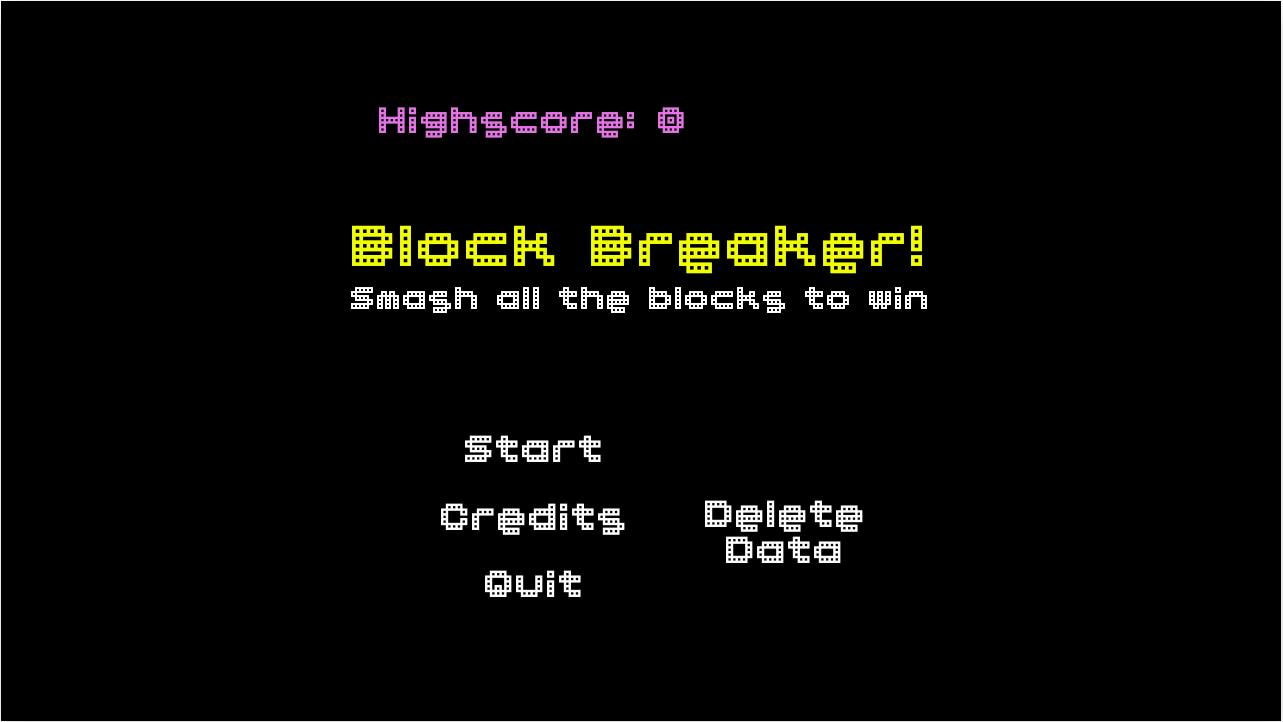 Highscore: 0
Block Breaker!
Smash all the blocks to win
Start
Credits
Delete
Data
Quit